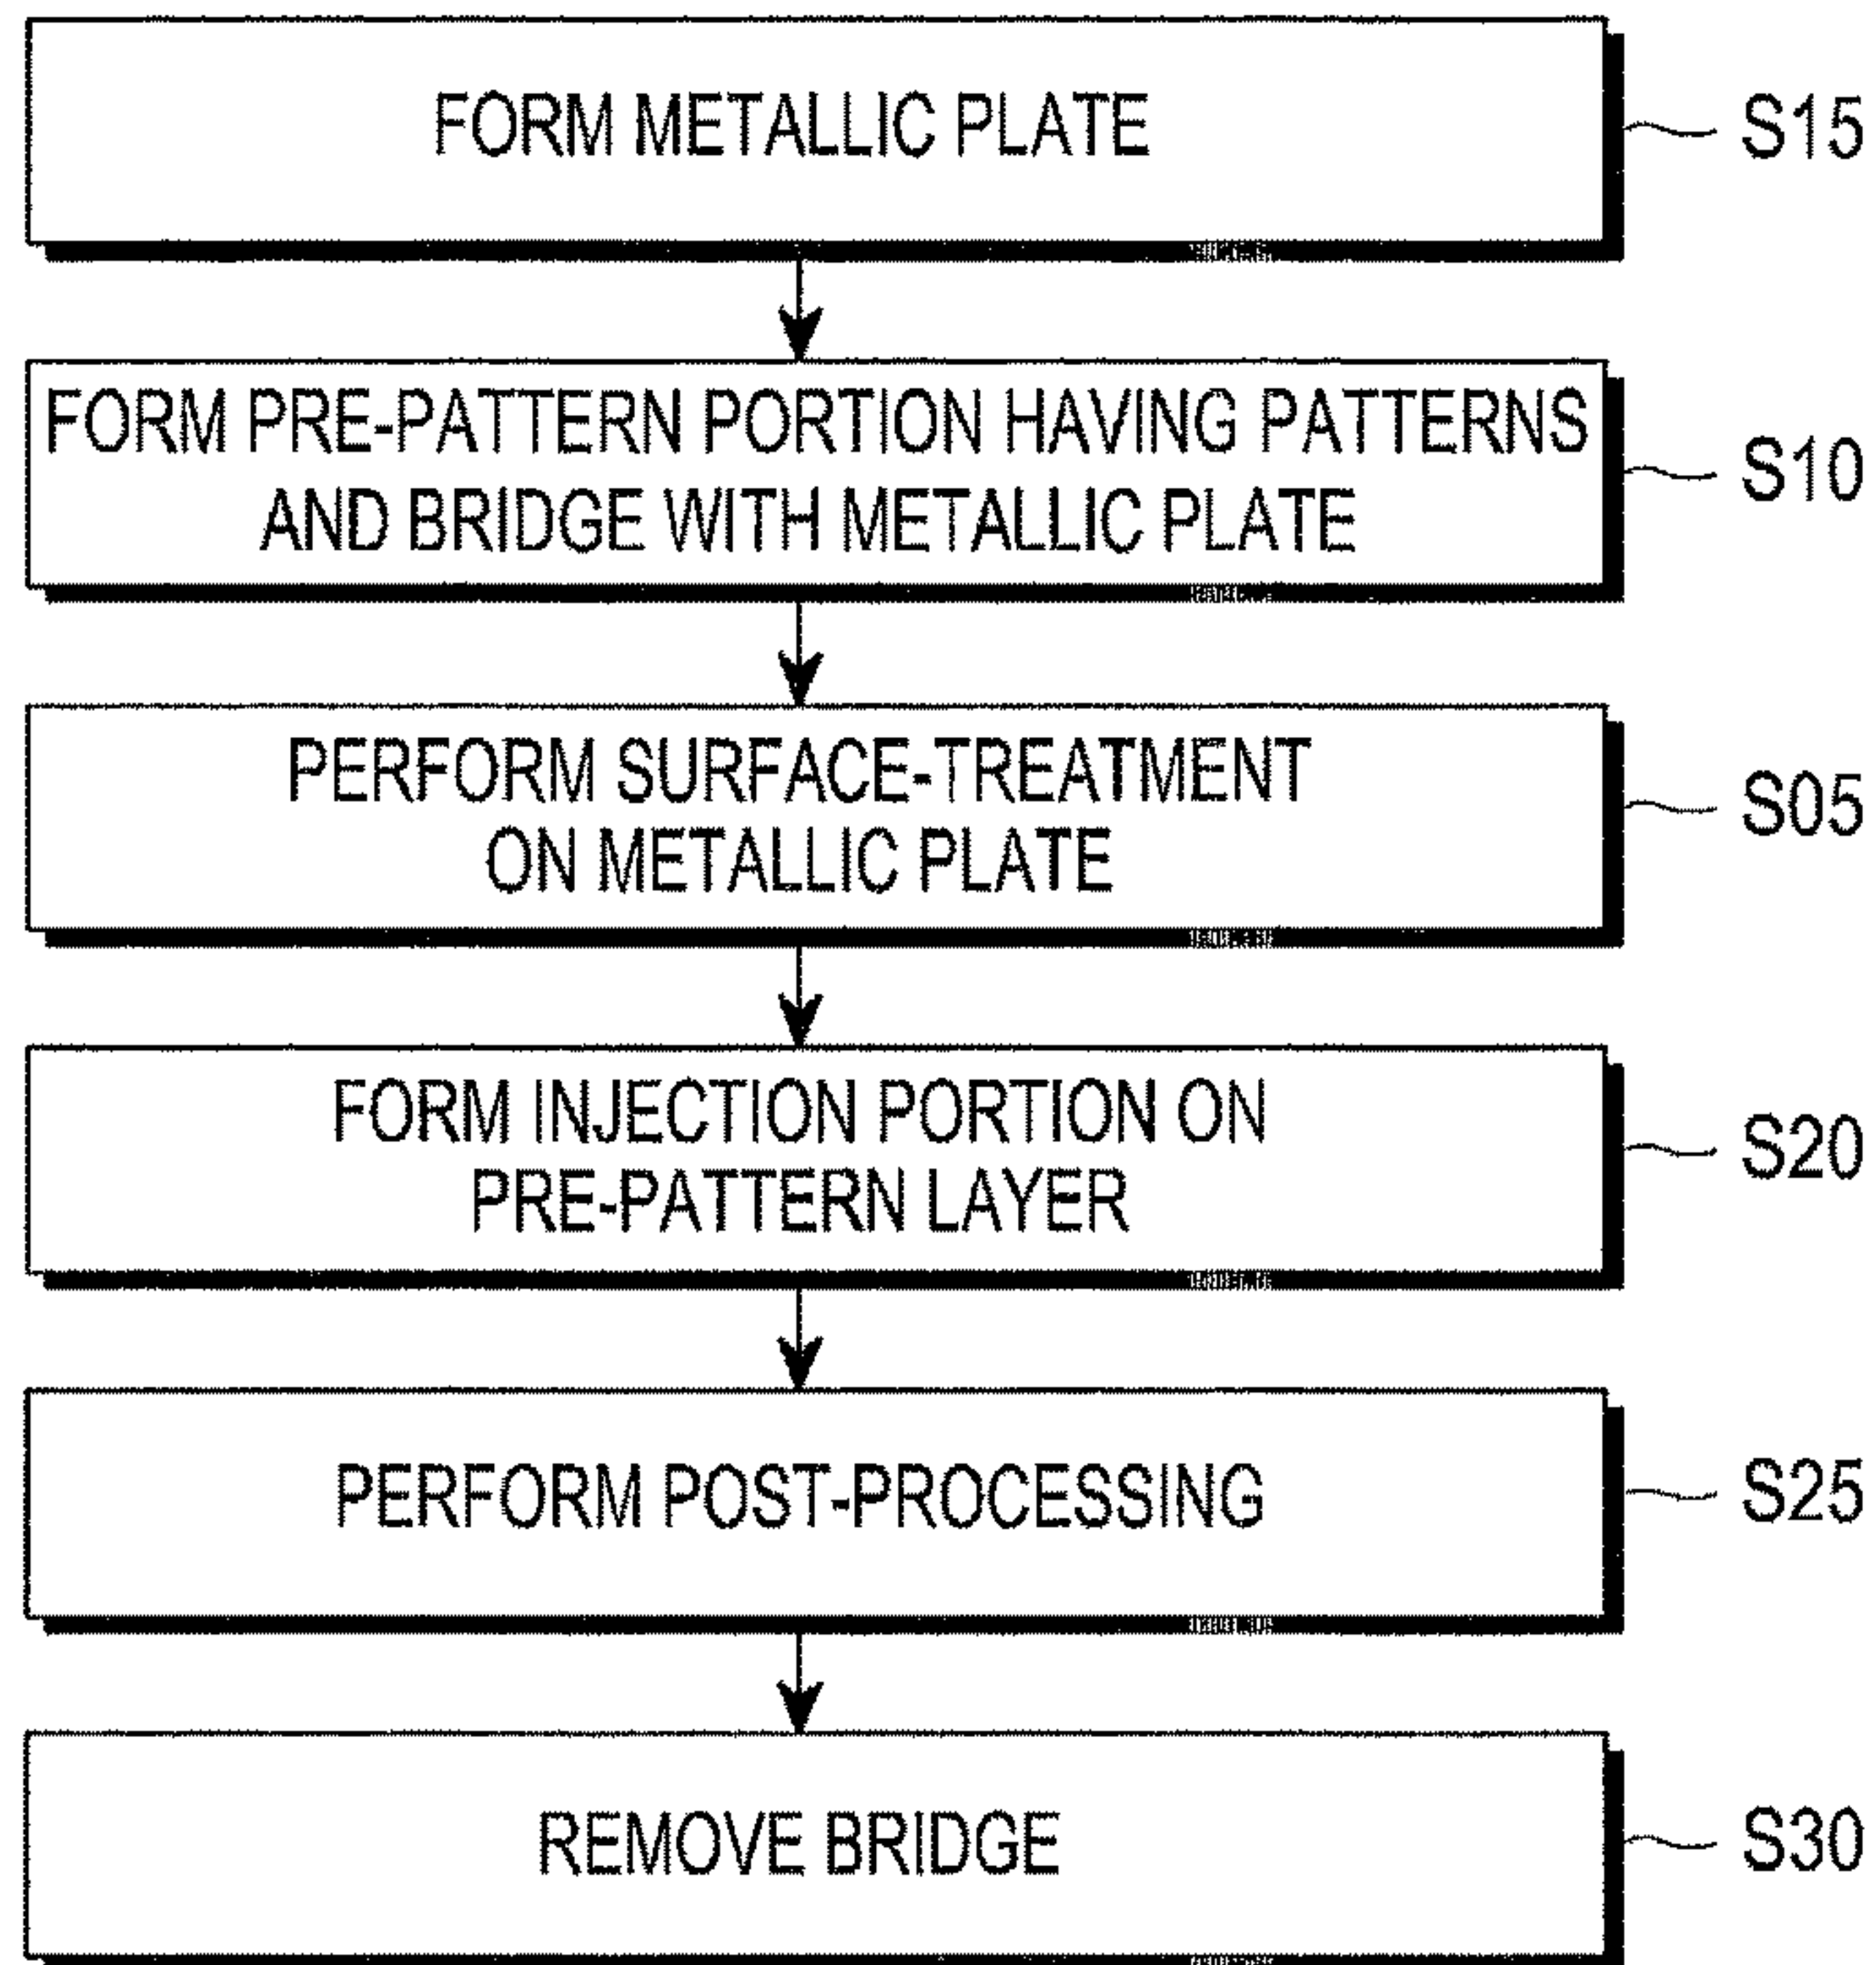 FORM METALLIC PLATE
S15
FORM PRE-PATTERN PORTION HAVING PATTERNS
AND BRIDGE WITH METALLIC PLATE
S10
PERFORM SURFACE-TREATMENT
ON METALLIC PLATE
S05
FORM INJECTION PORTION ON
PRE-PATTERN LAYER
S20
PERFORM POST-PROCESSING
S25
REMOVE BRIDGE
S30